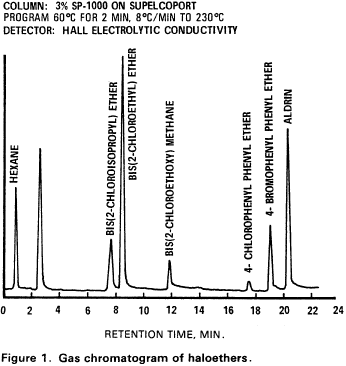 COLUMN: 3% SP-1000 ON SUPELCOPORT
PROGRAM 60°C FOR 2 MIN, 8°C/MIN TO 230°C
DETECTOR: HALL ELECTROLYTIC CONDUCTIVITY
HEXANE
BIS(2-CHLOROISOPROPYL) ETHER
BIS(2-CHLOROETHYL) ETHER
BIS(2-CHLOROETHOXY) METHANE
4- CHLOROPHENYL PHENYL ETHER
4- BROMOPHENYL PHENYL ETHER
ALDRIN
0 2 4 6 8 10 12 14 16 18 20 22 24
RETENTION TIME, MIN.
Figure 1. Gas chromatogram of haloethers.